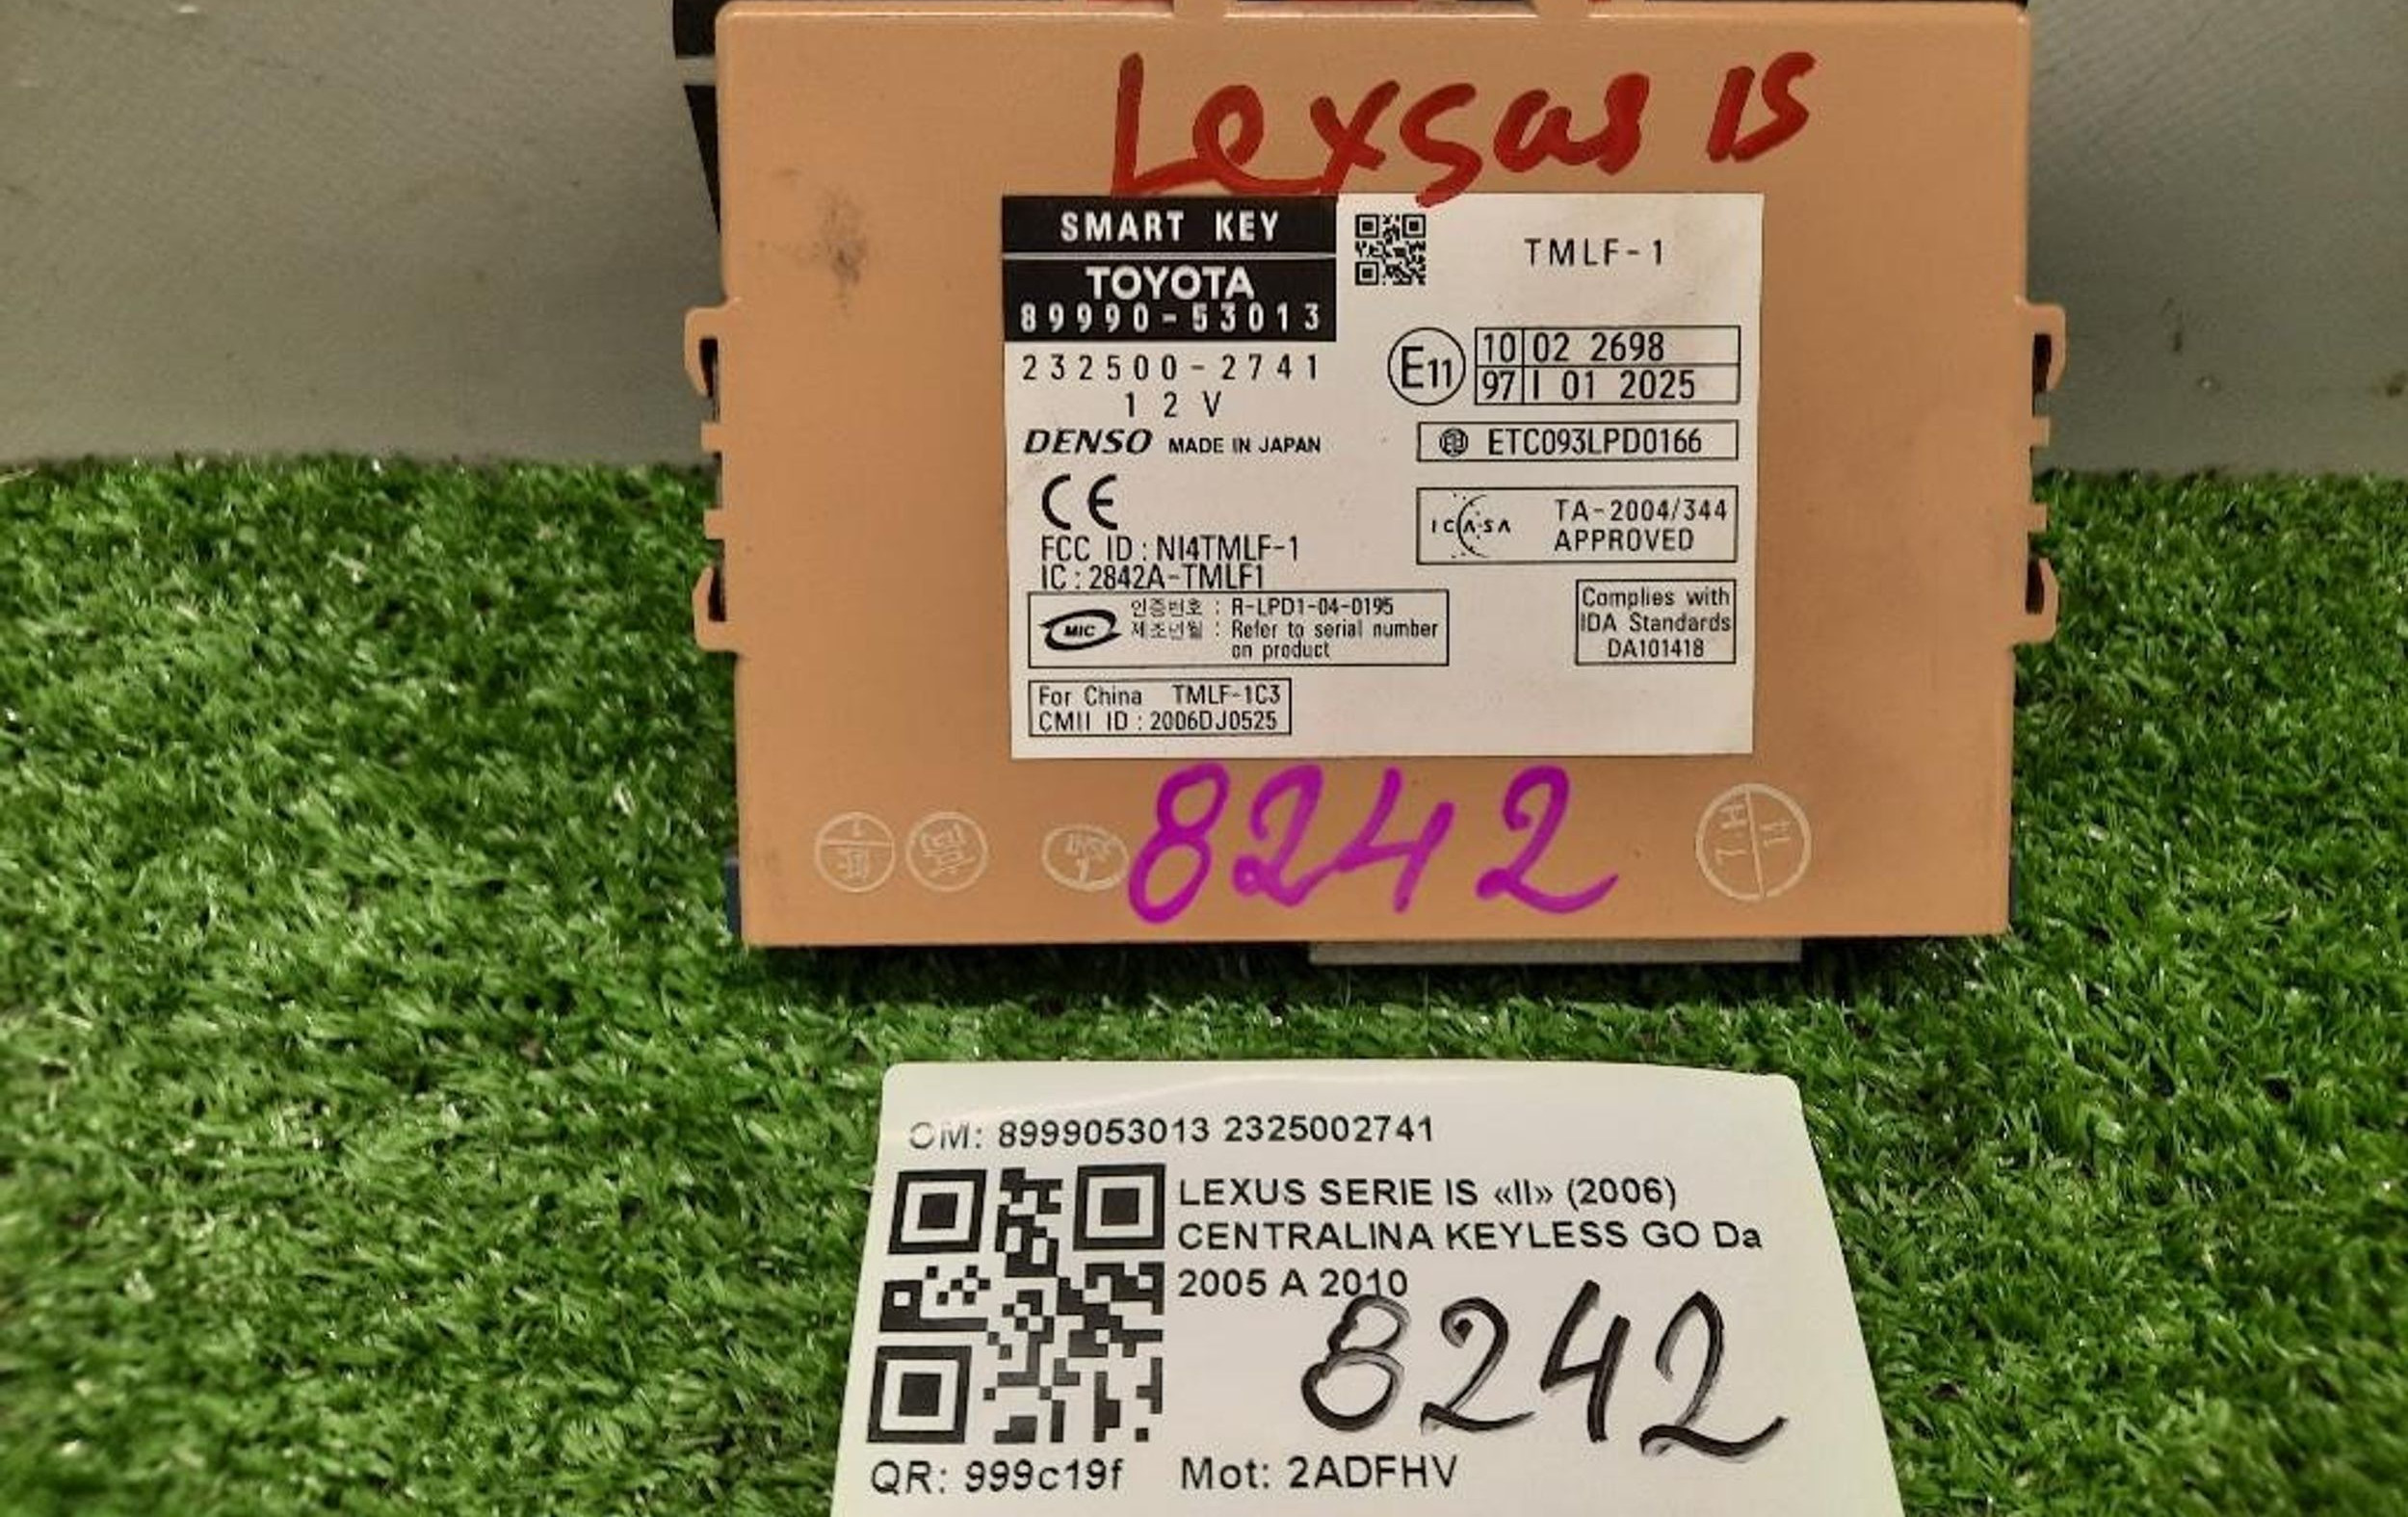 Lexsas IS
SMART KEY
TOYOTA
89990-53013
232500-2741
12V
DENSO MADE IN JAPAN
CE
FCC ID : NI4TMLF-1
IC : 2842A-TMLF1
MIC
인증번호 : R-LPD1-04-0195
제조년월 : Refer to serial number
on product
For China TMLF-1C3
CMII ID : 2006DJ0525
TMLF-1
E11
10 02 2698
97 I 01 2025
ETC093LPD0166
ICASA
TA-2004/344
APPROVED
Complies with
IDA Standards
DA101418
8242
OM: 8999053013 2325002741
LEXUS SERIE IS «II» (2006)
CENTRALINA KEYLESS GO Da
2005 A 2010
8242
QR: 999c19f Mot: 2ADFHV